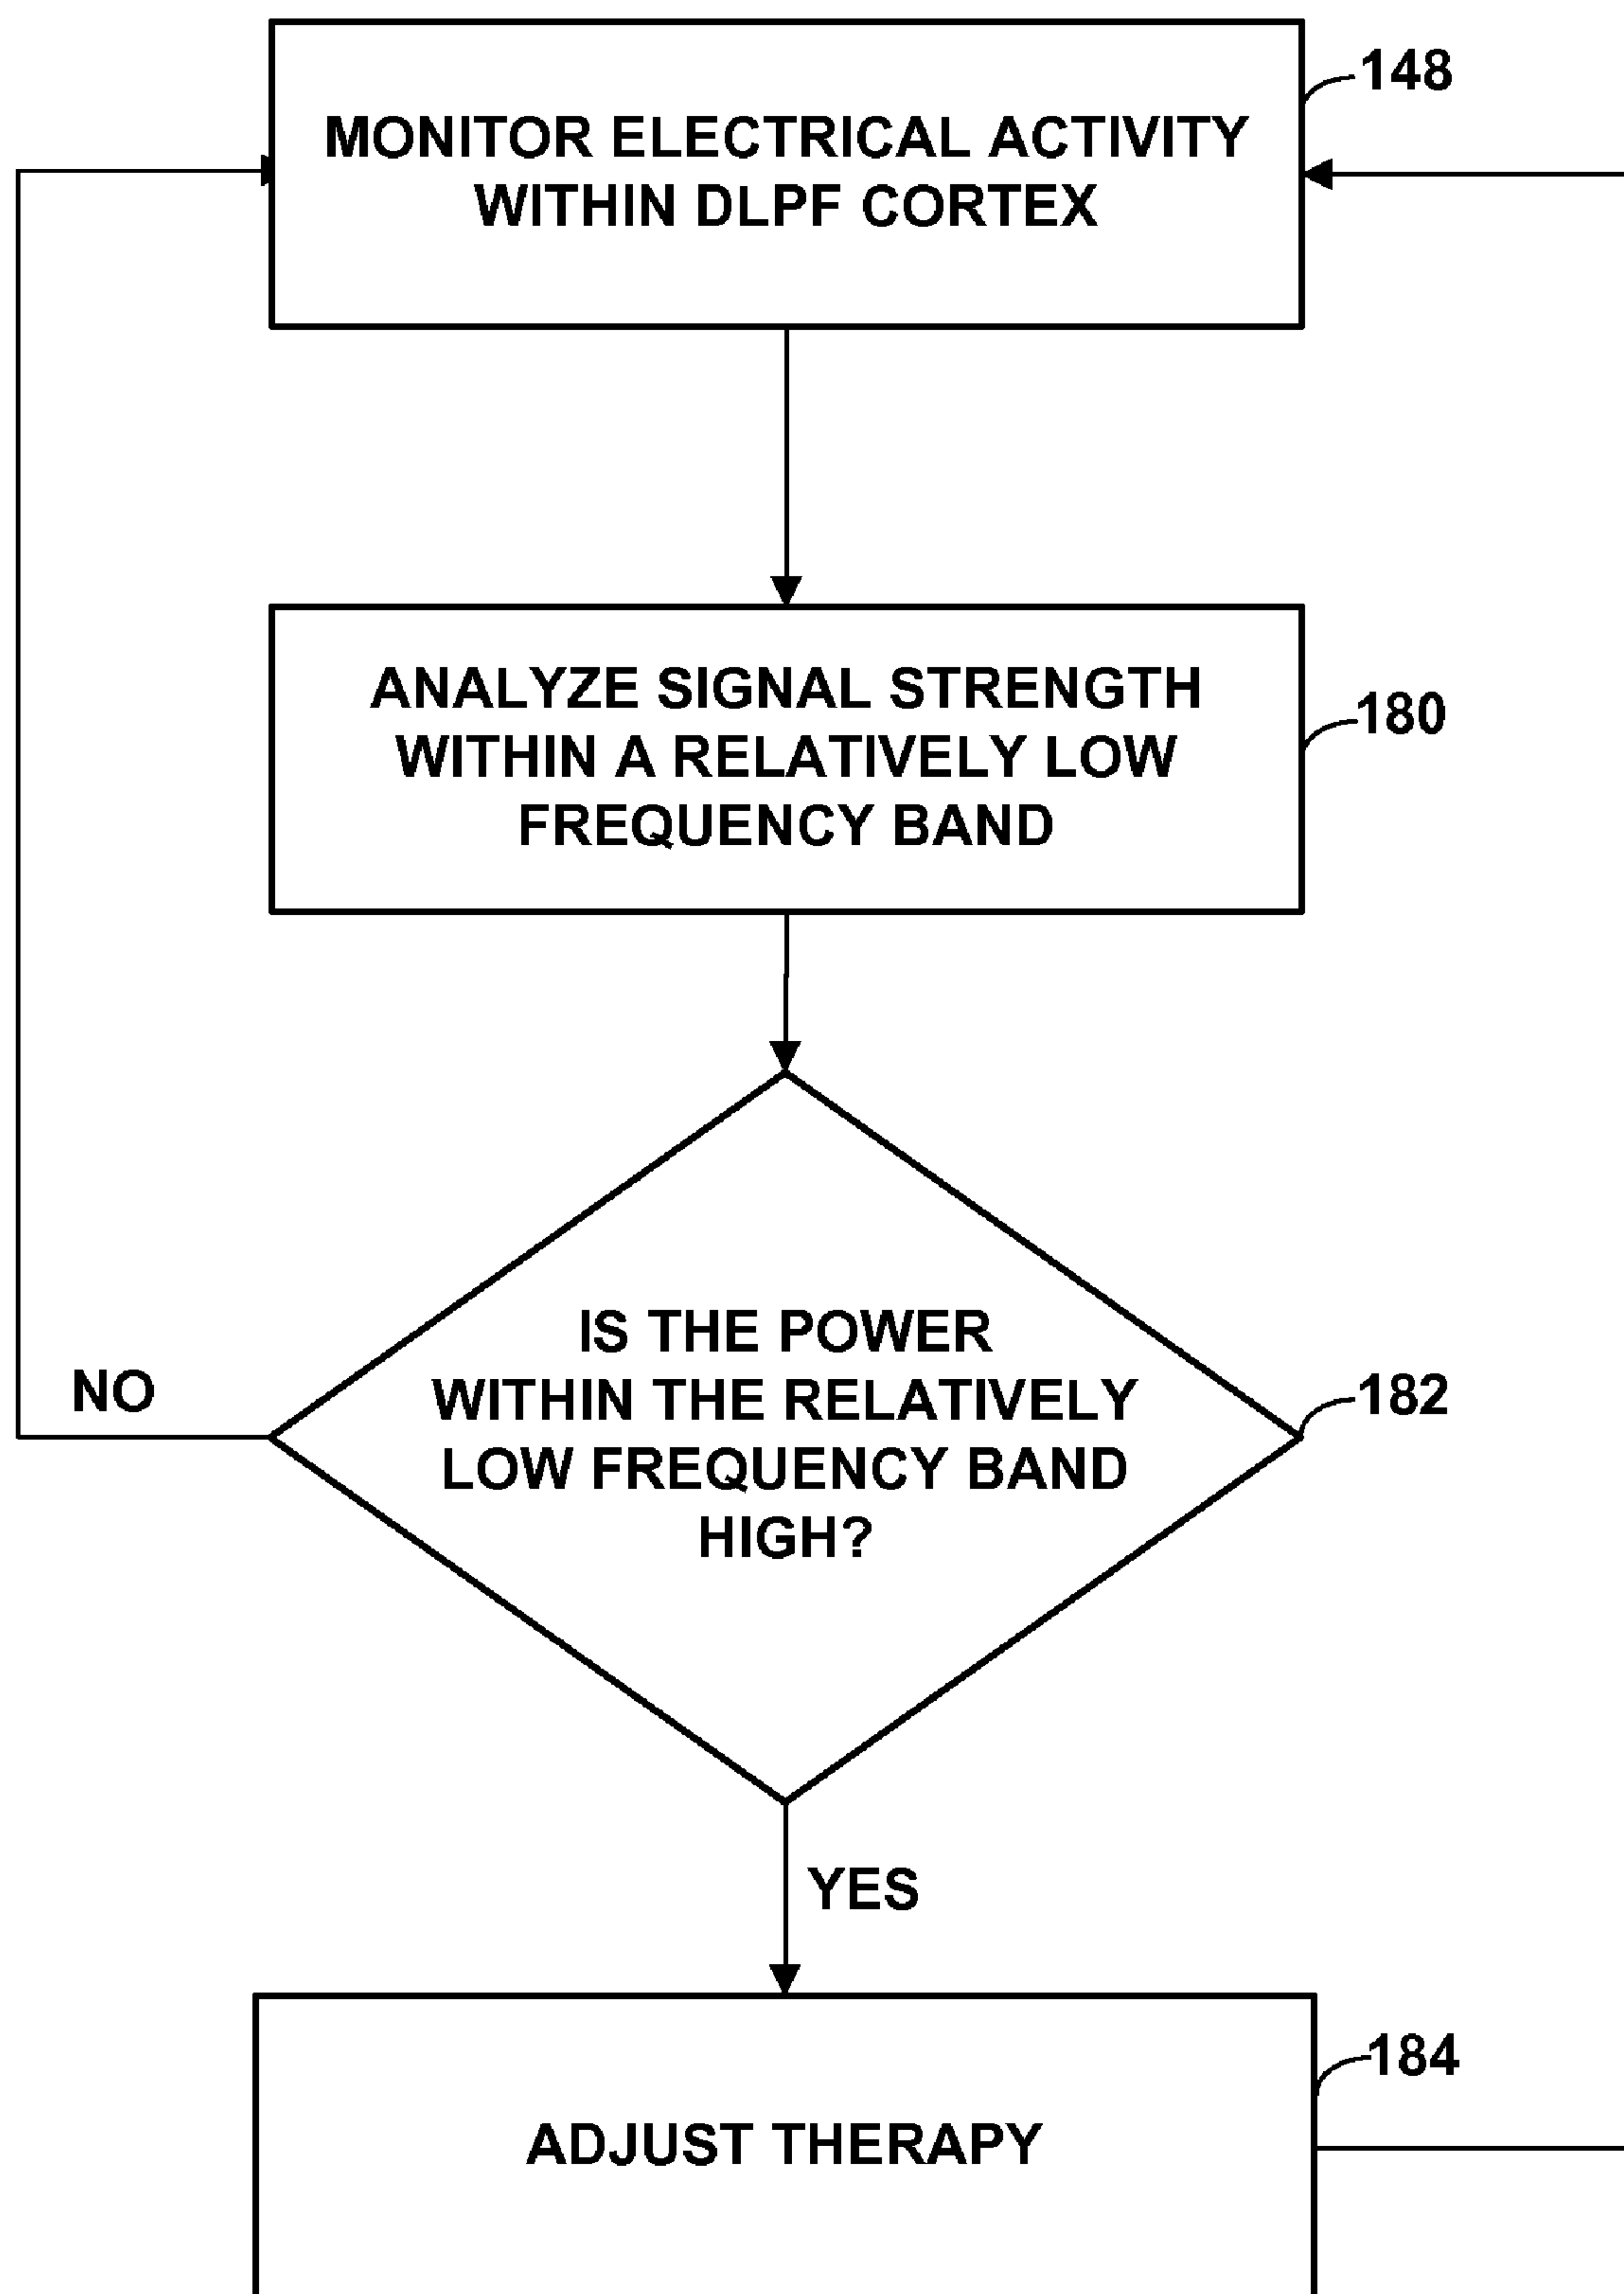 148
MONITOR ELECTRICAL ACTIVITY
WITHIN DLPF CORTEX
ANALYZE SIGNAL STRENGTH
WITHIN A RELATIVELY LOW
FREQUENCY BAND
180
IS THE POWER
WITHIN THE RELATIVELY
LOW FREQUENCY BAND
HIGH?
NO
182
YES
184
ADJUST THERAPY